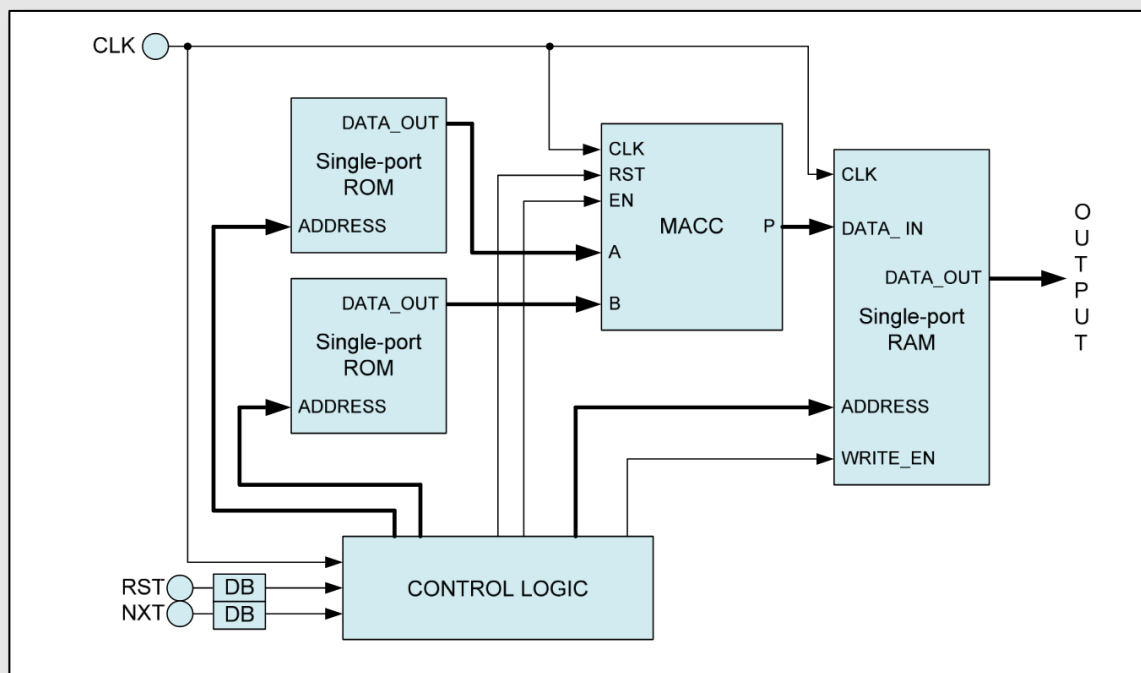 CLK
DATA_OUT
Single-port
ROM
ADDRESS
DATA_OUT
Single-port
ROM
ADDRESS
CLK
RST
EN
MACC
P
A
B
CLK
DATA_ IN
DATA_OUT
Single-port
RAM
ADDRESS
WRITE_EN
O
U
T
P
U
T
RST
DB
NXT
DB
CONTROL LOGIC